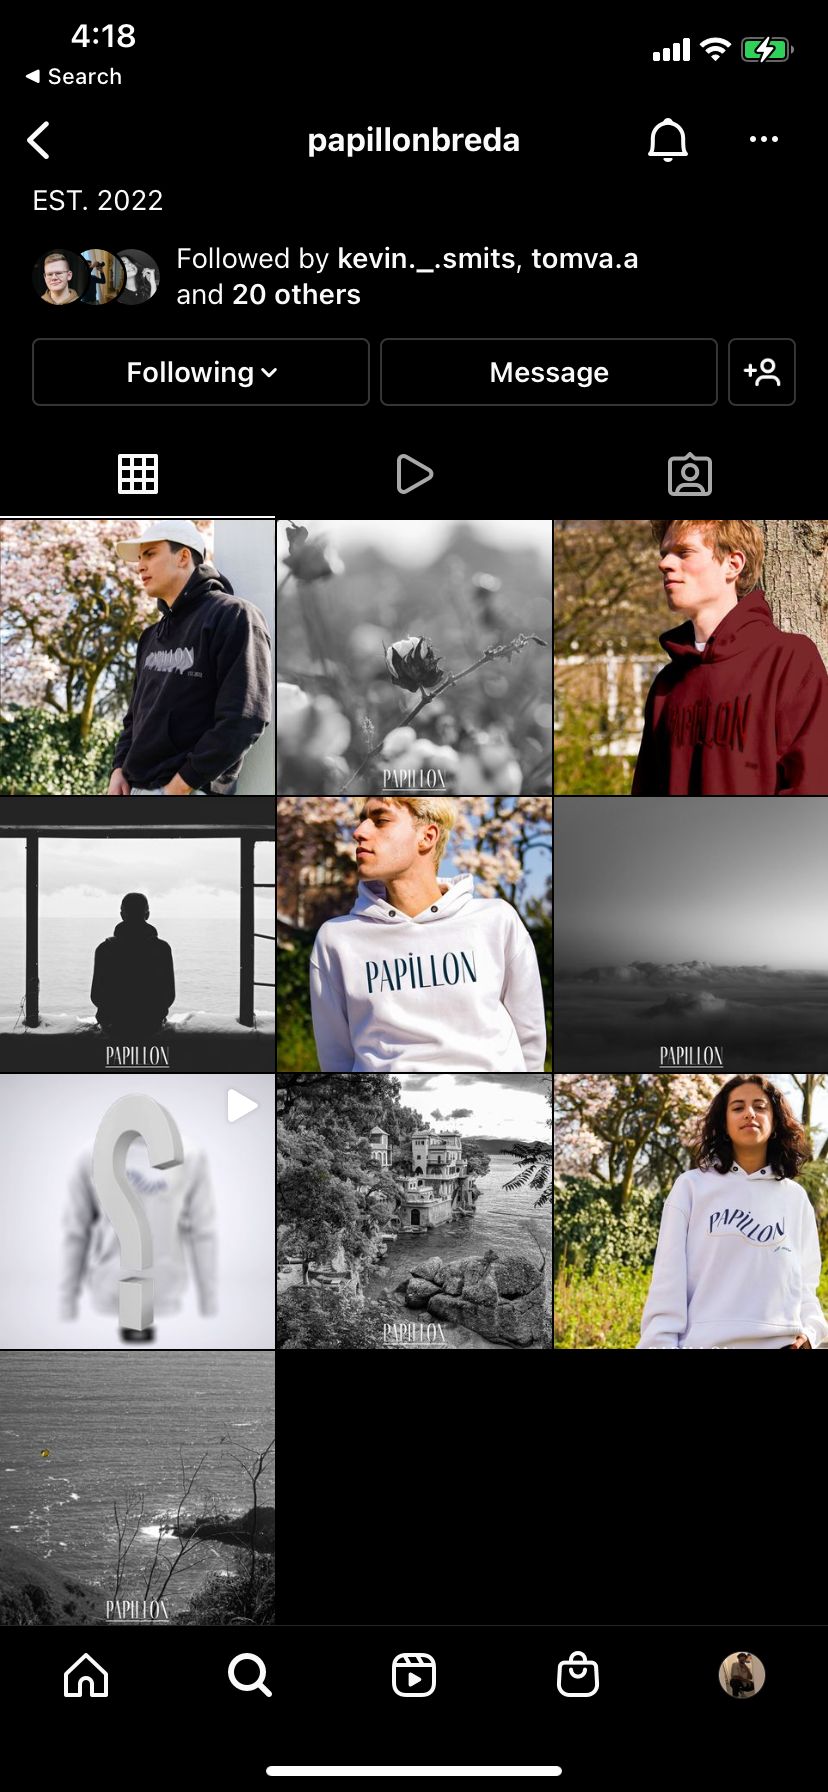 4:18
Search
papillonbreda
EST. 2022
Followed by kevin._.smits, tomva.a
and 20 others
Following
Message
PAPILLON
PAPILLON
PAPILLON
PAPILLON
PAPiLLON
PAPILLON
PAPILLON
PAPiLLON
PAPILLON